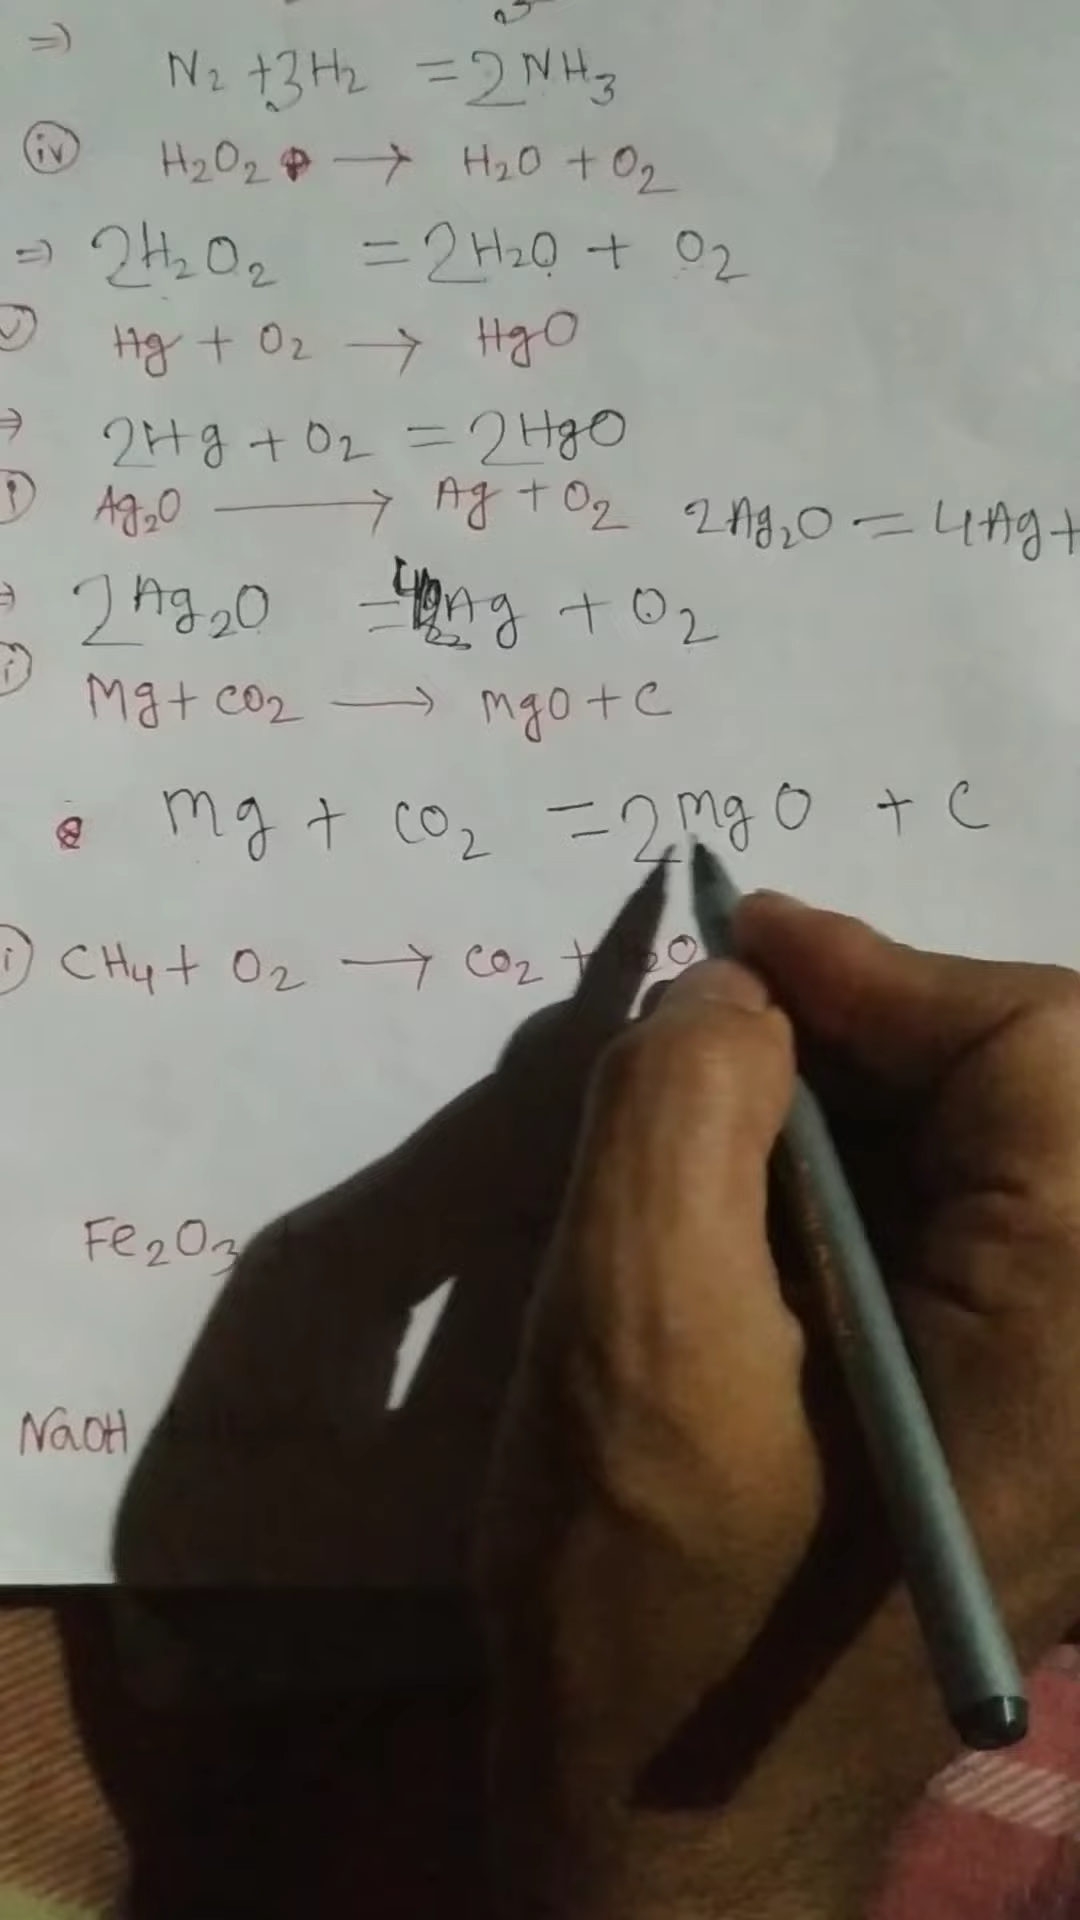 ⇒ N₂ + 3H₂ = 2NH₃
(iv) H₂O₂ → H₂O + O₂
⇒ 2H₂O₂ = 2H₂O + O₂
Hg + O₂ → HgO
⇒ 2Hg + O₂ = 2HgO
Ag₂O → Ag + O₂ 2Ag₂O = 4Ag +
⇒ 2Ag₂O = 4Ag + O₂
Mg + CO₂ → MgO + C
Mg + CO₂ = 2MgO + C
CH₄ + O₂ → CO₂ +
Fe₂O₃
NaOH